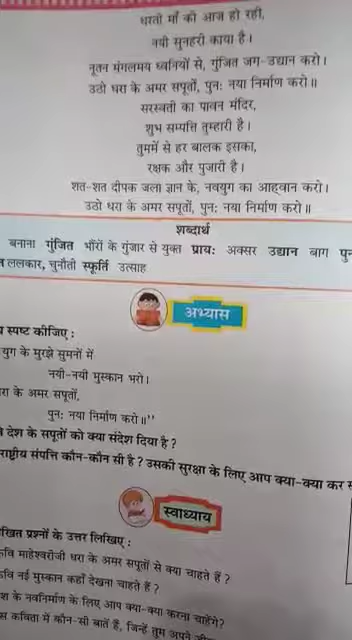 धरती माँ की आज हो रही,
नयी सुनहरी काया है।
नूतन मंगलमय ध्वनियों से, गुंजित जग-उद्यान करो।
उठो धरा के अमर सपूतों, पुनः नया निर्माण करो॥
सरस्वती का पावन मंदिर,
शुभ सम्पत्ति तुम्हारी है।
तुममें से हर बालक इसका,
रक्षक और पुजारी है।
शत-शत दीपक जला ज्ञान के, नवयुग का आह्वान करो।
उठो धरा के अमर सपूतों, पुनः नया निर्माण करो॥
शब्दार्थ
बनाना गुंजित भौंरों के गुंजार से युक्त प्रायः अक्सर उद्यान बाग
ललकार, चुनौती स्फूर्ति उत्साह
अभ्यास
स्पष्ट कीजिए :
युग के मुरझे सुमनों में
नयी-नयी मुस्कान भरो।
के अमर सपूतों,
पुनः नया निर्माण करो॥''
देश के सपूतों को क्या संदेश दिया है ?
राष्ट्रीय संपत्ति कौन-कौन सी है ? उसकी सुरक्षा के लिए आप क्या-क्या कर
स्वाध्याय
प्रश्नों के उत्तर लिखिए :
माहेश्वरीजी धरा के अमर सपूतों से क्या चाहते हैं ?
नई मुस्कान कहाँ देखना चाहते हैं ?
के नवनिर्माण के लिए आप क्या-क्या करना चाहेंगे?
कविता में कौन-सी बातें हैं, जिन्हें तुम अपने